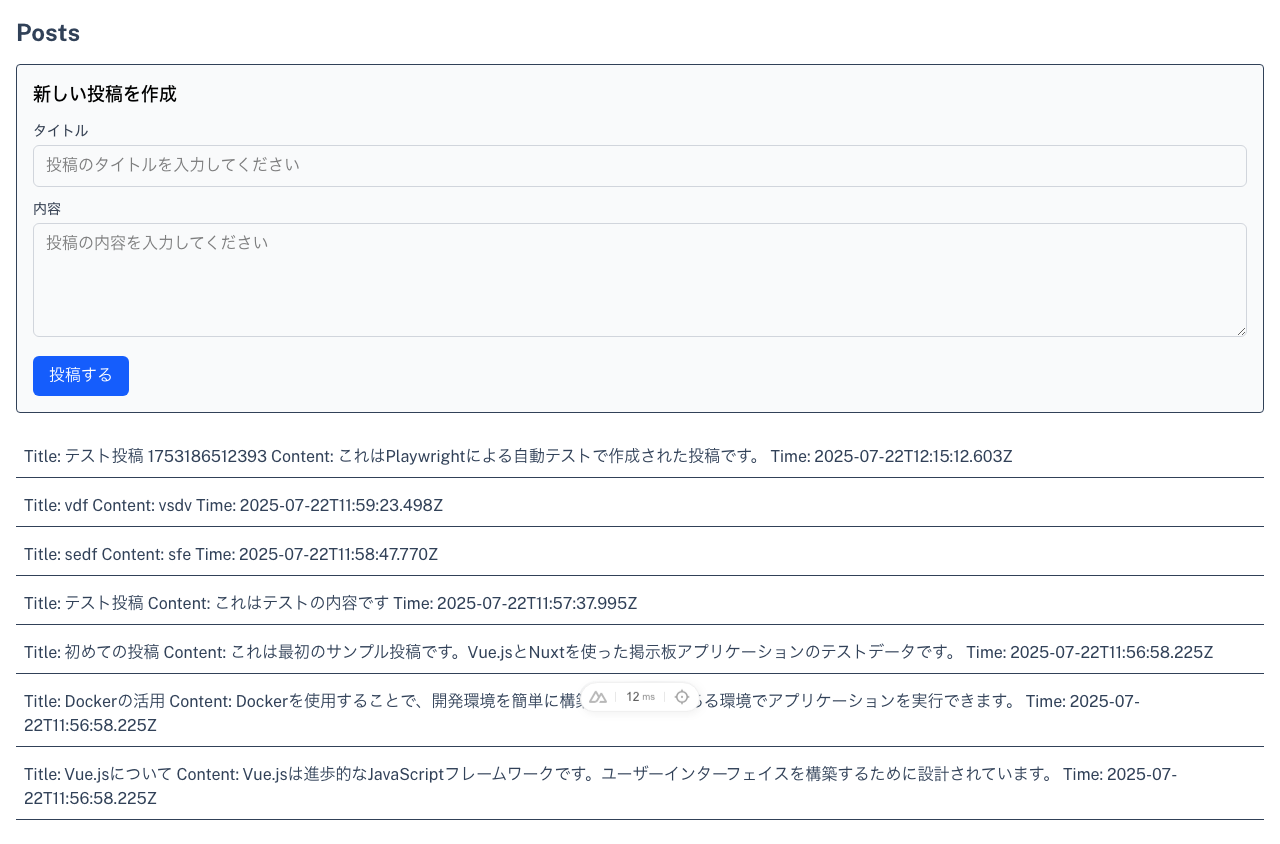 Posts
新しい投稿を作成
タイトル
投稿のタイトルを入力してください
内容
投稿の内容を入力してください
投稿する
Title: テスト投稿 1753186512393 Content: これはPlaywrightによる自動テストで作成された投稿です。 Time: 2025-07-22T12:15:12.603Z
Title: vdf Content: vsdv Time: 2025-07-22T11:59:23.498Z
Title: sedf Content: sfe Time: 2025-07-22T11:58:47.770Z
Title: テスト投稿 Content: これはテストの内容です Time: 2025-07-22T11:57:37.995Z
Title: 初めての投稿 Content: これは最初のサンプル投稿です。Vue.jsとNuxtを使った掲示板アプリケーションのテストデータです。 Time: 2025-07-22T11:56:58.225Z
Title: Dockerの活用 Content: Dockerを使用することで、開発環境を簡単に構 12 ms る環境でアプリケーションを実行できます。 Time: 2025-07-
22T11:56:58.225Z
Title: Vue.jsについて Content: Vue.jsは進歩的なJavaScriptフレームワークです。ユーザーインターフェイスを構築するために設計されています。 Time: 2025-07-
22T11:56:58.225Z